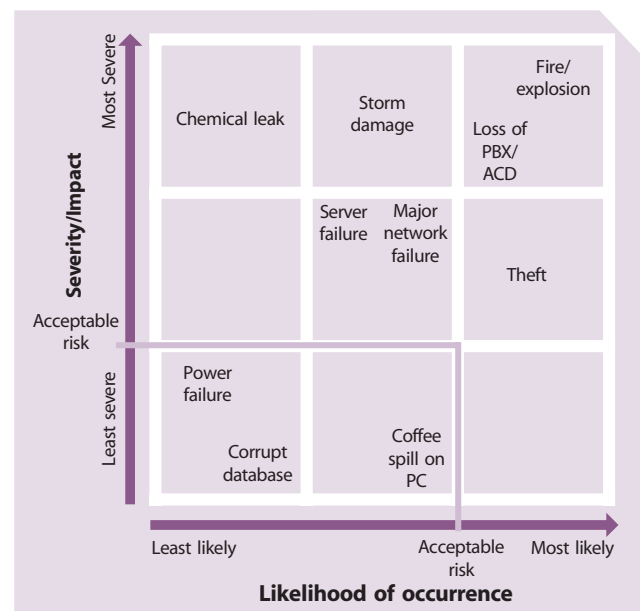 Most Severe
Severity/Impact
Acceptable
risk
Least severe
Chemical leak
Storm
damage
Fire/
explosion
Loss of
PBX/
ACD
Server
failure
Major
network
failure
Theft
Power
failure
Corrupt
database
Coffee
spill on
PC
Least likely
Acceptable
risk
Most likely
Likelihood of occurrence